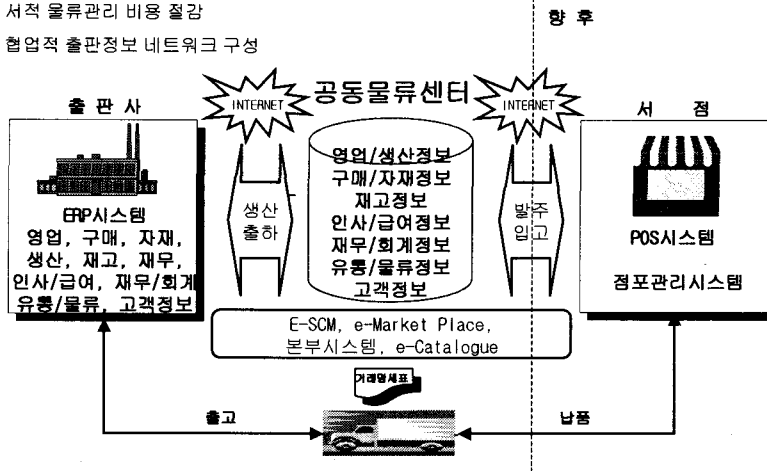 서적 물류관리 비용 절감
향 후
협업적 출판정보 네트워크 구성
출 판 사
INTERNET
공동물류센터
INTERNET
서 점
ERP시스템
영업, 구매, 자재,
생산, 재고, 재무,
인사/급여, 재무/회계
유통/물류, 고객정보
생산
출하
영업/생산정보
구매/자재정보
재고정보
인사/급여정보
재무/회계정보
유통/물류정보
고객정보
발주
입고
POS시스템
점포관리시스템
E-SCM, e-Market Place,
본부시스템, e-Catalogue
거래명세표
출고
납품